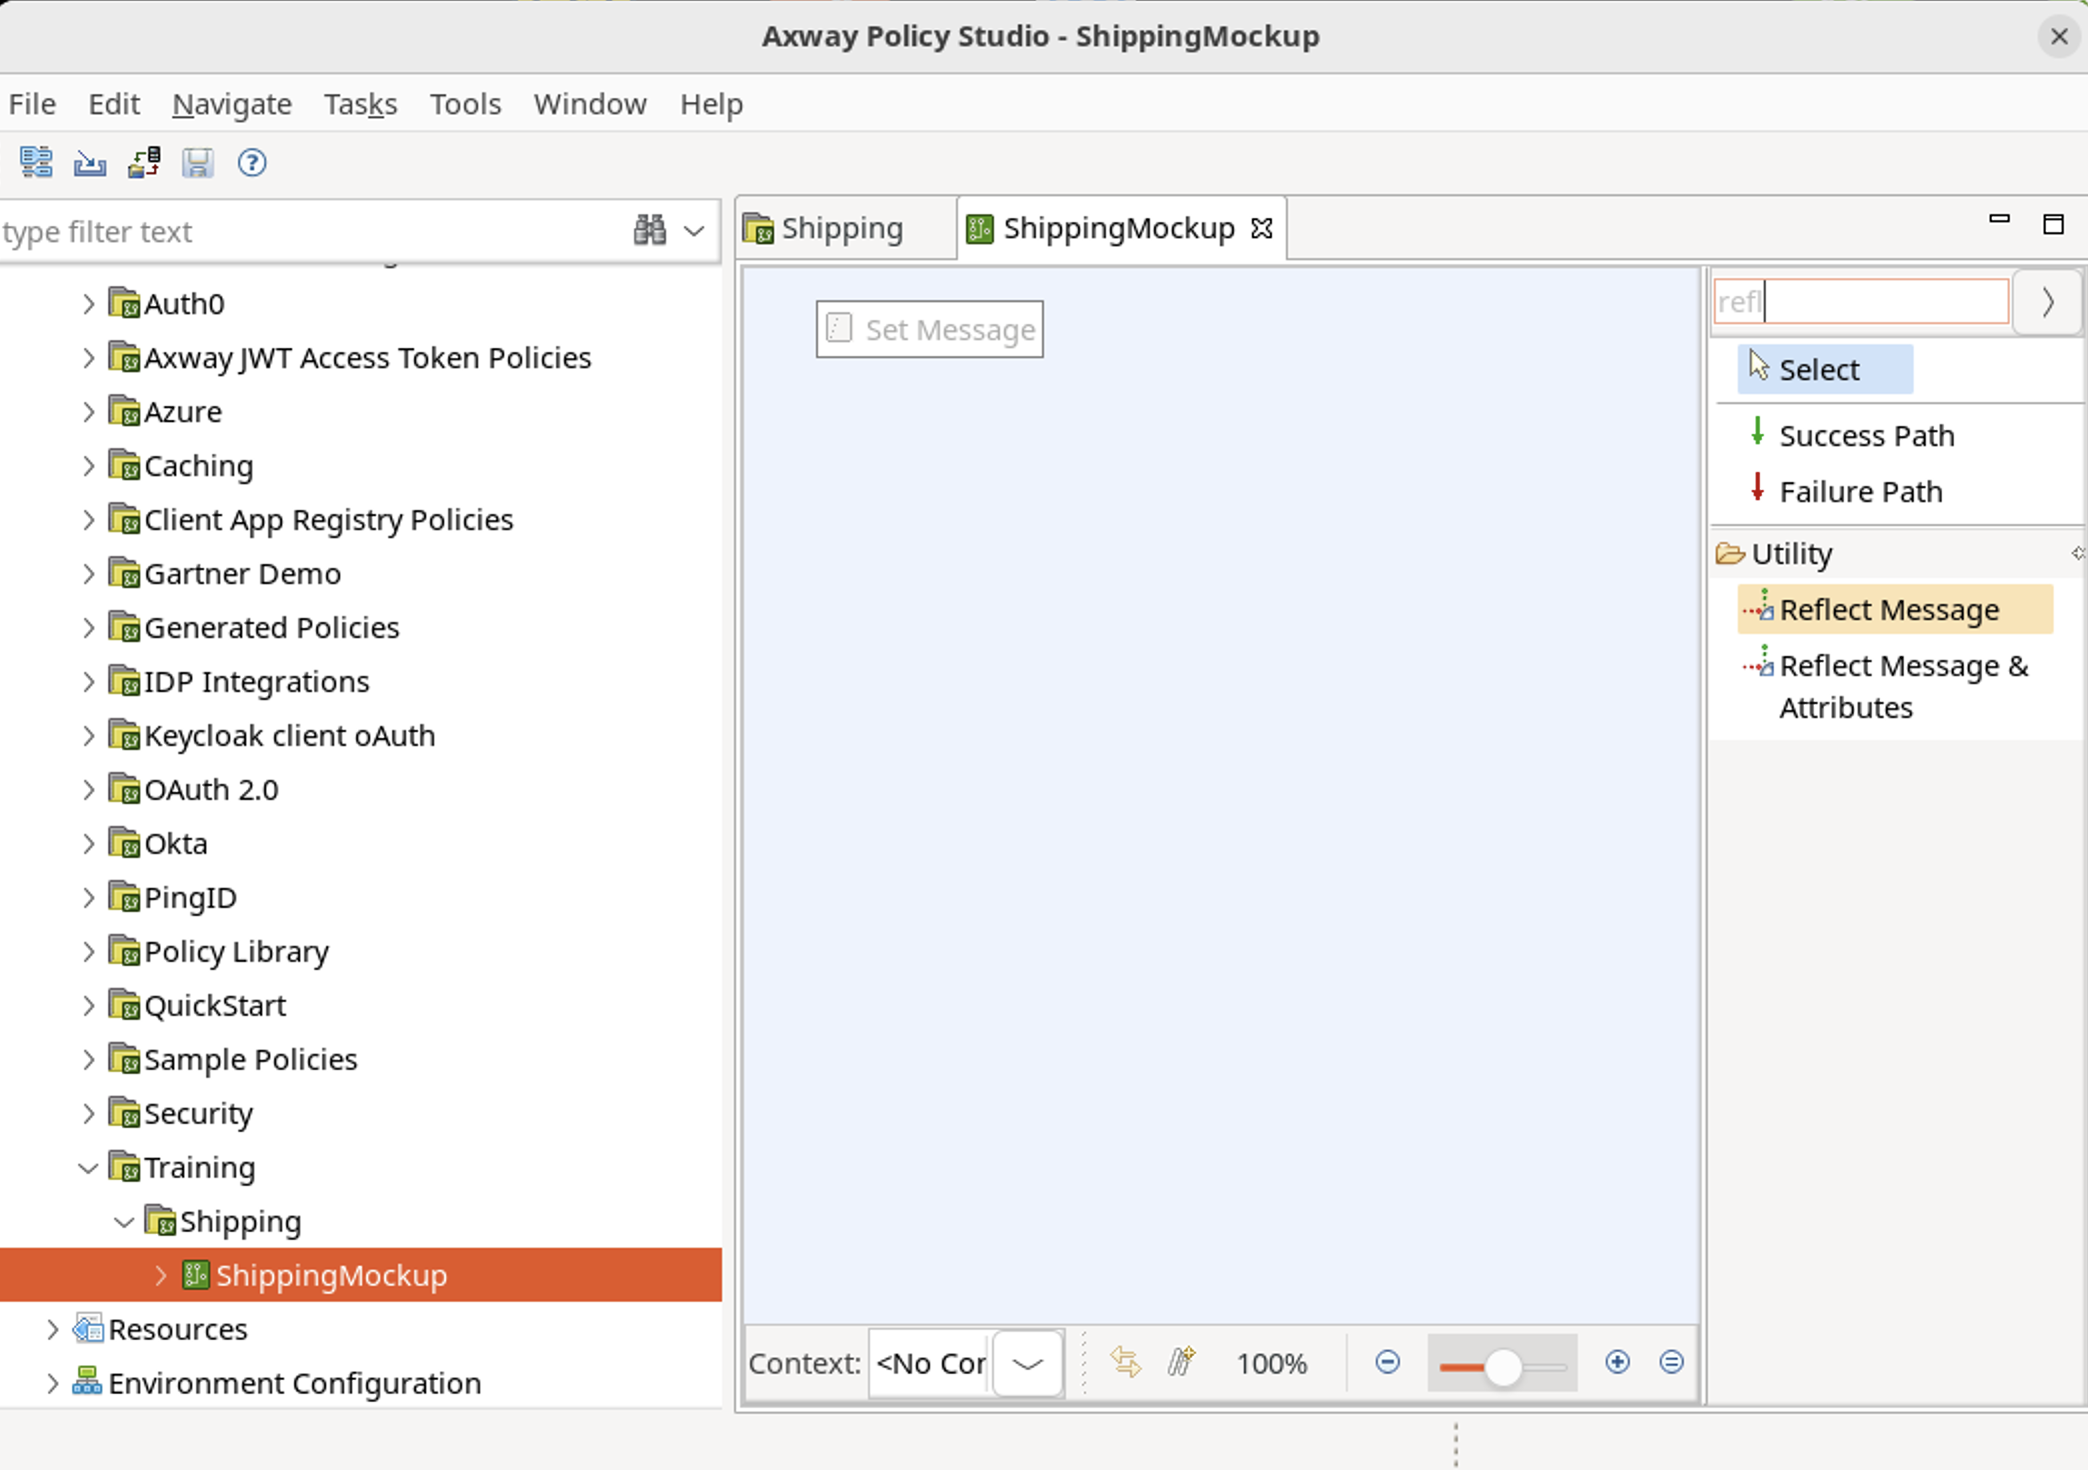 Axway Policy Studio - ShippingMockup
File Edit Navigate Tasks Tools Window Help
type filter text
Auth0
Axway JWT Access Token Policies
Azure
Caching
Client App Registry Policies
Gartner Demo
Generated Policies
IDP Integrations
Keycloak client oAuth
OAuth 2.0
Okta
PingID
Policy Library
QuickStart
Sample Policies
Security
Training
Shipping
ShippingMockup
Resources
Environment Configuration
Shipping
ShippingMockup
Set Message
Context: <No Cor 100%
refl
Select
Success Path
Failure Path
Utility
Reflect Message
Reflect Message &
Attributes